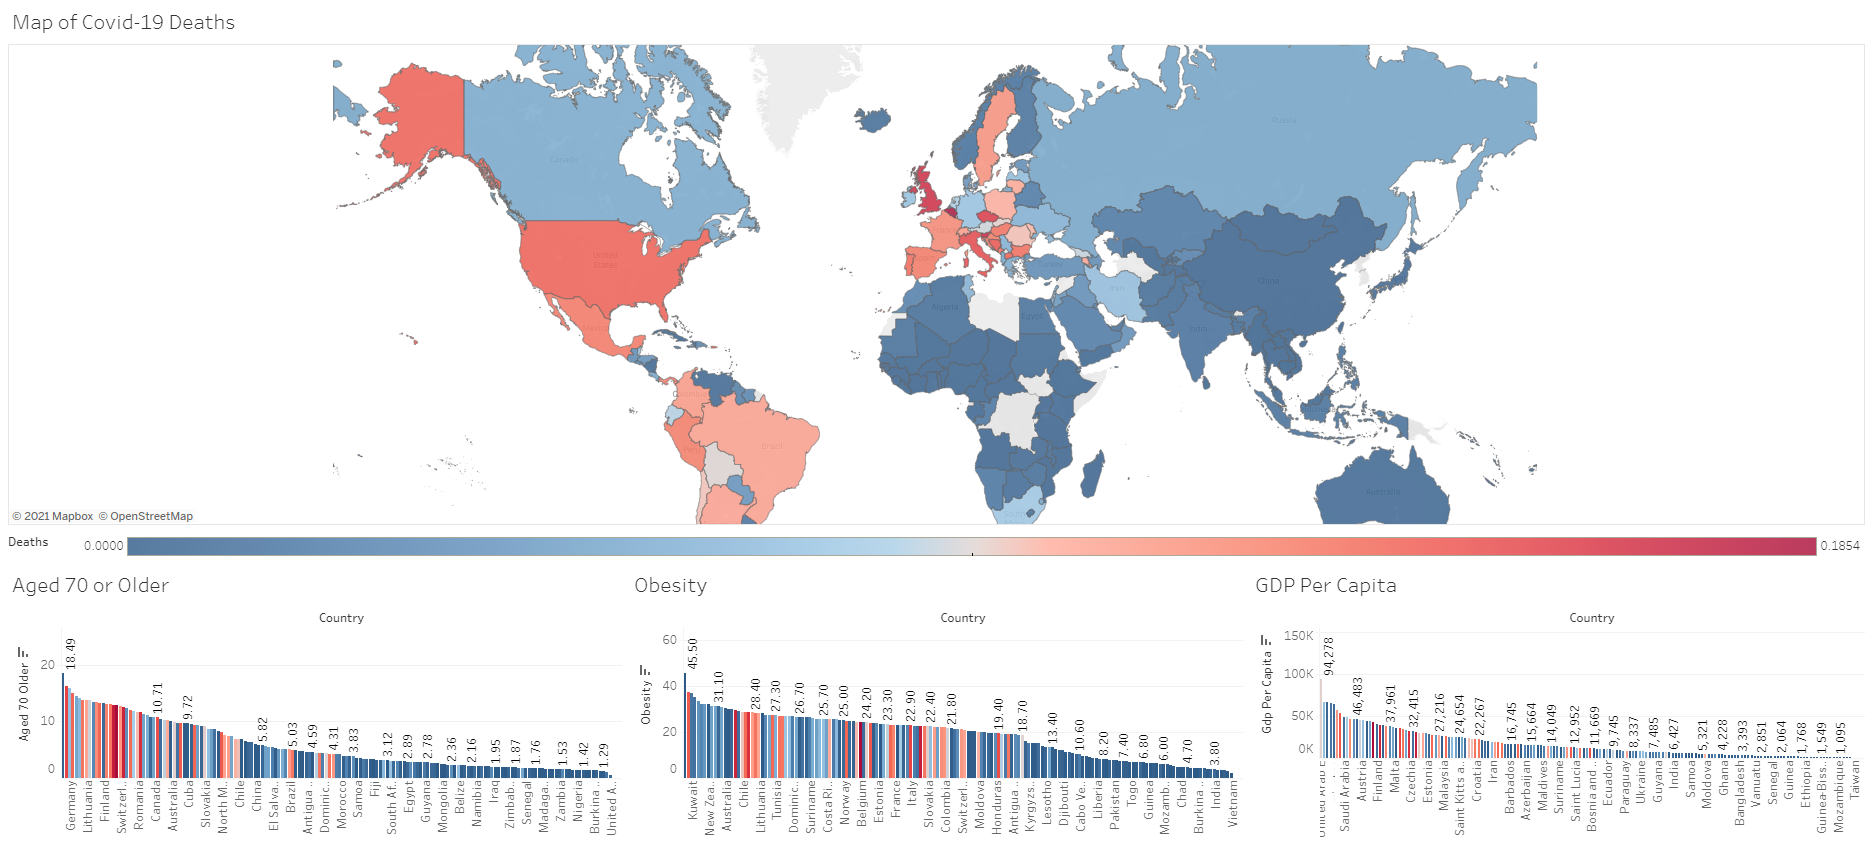 Map of Covid-19 Deaths
Canada
Russia
United
States
Mexico
Algeria
Egypt
Iran
China
India
Brazil
Australia
© 2021 Mapbox © OpenStreetMap
Deaths
0.0000
0.1854
Aged 70 or Older
Country
Aged 70 Older
20
10
0
18.49
10.71
9.72
5.82
5.03
4.59
4.31
3.83
3.12
2.89
2.78
2.36
2.16
1.95
1.87
1.76
1.53
1.42
1.29
Germany
Lithuania
Finland
Switzerl..
Romania
Canada
Australia
Cuba
Slovakia
North M..
Chile
China
El Salva..
Brazil
Antigua ..
Dominic..
Morocco
Samoa
Fiji
South Af..
Egypt
Guyana
Mongolia
Belize
Namibia
Iraq
Zimbab..
Senegal
Madaga..
Zambia
Nigeria
Burkina ..
United A..
Obesity
Country
Obesity
60
40
20
0
45.50
31.10
28.40
27.30
26.70
25.70
25.00
24.20
23.30
22.90
22.40
21.80
19.40
18.70
13.40
10.60
8.20
7.40
6.80
6.00
4.70
3.80
Kuwait
New Zea..
Australia
Chile
Lithuania
Tunisia
Dominic..
Suriname
Costa Ri..
Norway
Belgium
Estonia
France
Italy
Slovakia
Colombia
Switzerl..
Moldova
Honduras
Antigua ..
Kyrgyzs..
Lesotho
Djibouti
Cabo Ve..
Liberia
Pakistan
Togo
Guinea
Mozamb..
Chad
Burkina ..
India
Vietnam
GDP Per Capita
Country
Gdp Per Capita
150K
100K
50K
0K
94,278
46,483
37,961
32,415
27,216
24,654
22,267
16,745
15,664
14,049
12,952
11,669
9,745
8,337
7,485
6,427
5,321
4,228
3,393
2,851
2,064
1,768
1,549
1,095
United Arab E
Saudi Arabia
Austria
Finland
Malta
Czechia
Estonia
Malaysia
Saint Kitts a..
Croatia
Iran
Barbados
Azerbaijan
Maldives
Suriname
Saint Lucia
Bosnia and ..
Ecuador
Paraguay
Ukraine
Guyana
India
Samoa
Moldova
Ghana
Bangladesh
Vanuatu
Senegal
Guinea
Ethiopia
Guinea-Biss..
Mozambique
Taiwan